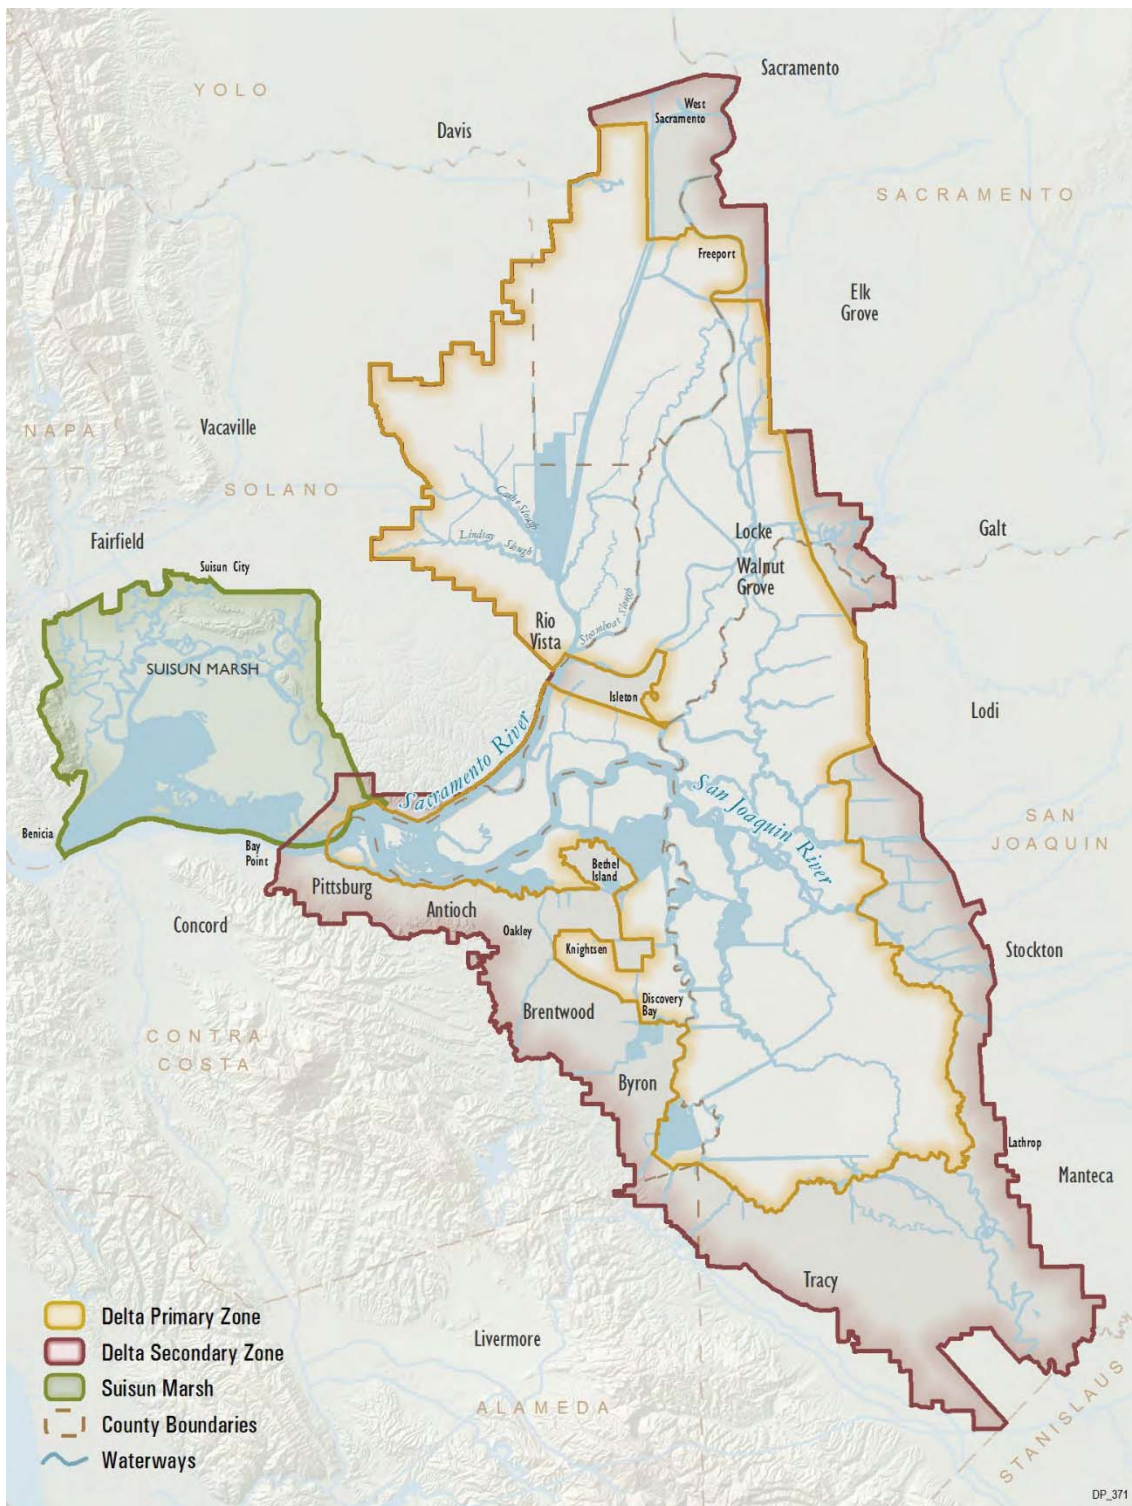 Sacramento
YOLO
West
Sacramento
Davis
SACRAMENTO
Freeport
Elk
Grove
Vacaville
NAPA
SOLANO
Cache Slough
Lindsay Slough
Fairfield
Locke
Galt
Walnut
Grove
Suisun City
Steamboat Slough
Rio
Vista
SUISUN MARSH
Isleton
Lodi
Sacramento River
San Joaquin River
SAN
JOAQUIN
Benicia
Bay
Point
Bethel
Island
Pittsburg
Antioch
Concord
Oakley
Knightsen
Stockton
Discovery
Bay
Brentwood
CONTRA
COSTA
Byron
Lathrop
Manteca
Tracy
Livermore
ALAMEDA
STANISLAUS
Delta Primary Zone
Delta Secondary Zone
Suisun Marsh
County Boundaries
Waterways
DP_371